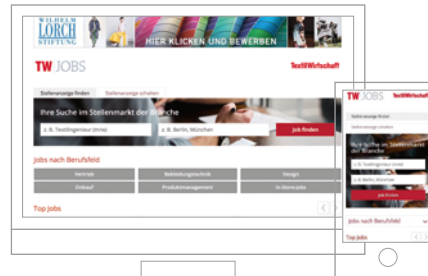 WILHELM
LORCH
STIFTUNG
HIER KLICKEN UND BEWERBEN
TW JOBS
TextilWirtschaft
Stellenanzeige finden
Stellenanzeige schalten
Ihre Suche im Stellenmarkt der Branche
z. B. Textilingenieur (m/w)
z. B. Berlin, München
Job finden
Jobs nach Berufsfeld
Vertrieb
Bekleidungstechnik
Design
Einkauf
Produktmanagement
In-Store-Jobs
Top Jobs
TW JOBS
TextilWirtschaft
Stellenanzeige finden
Stellenanzeige schalten
Ihre Suche im Stellenmarkt
der Branche
z. B. Textilingenieur (m/w)
z. B. Berlin, München
Job finden
Jobs nach Berufsfeld
Top Jobs